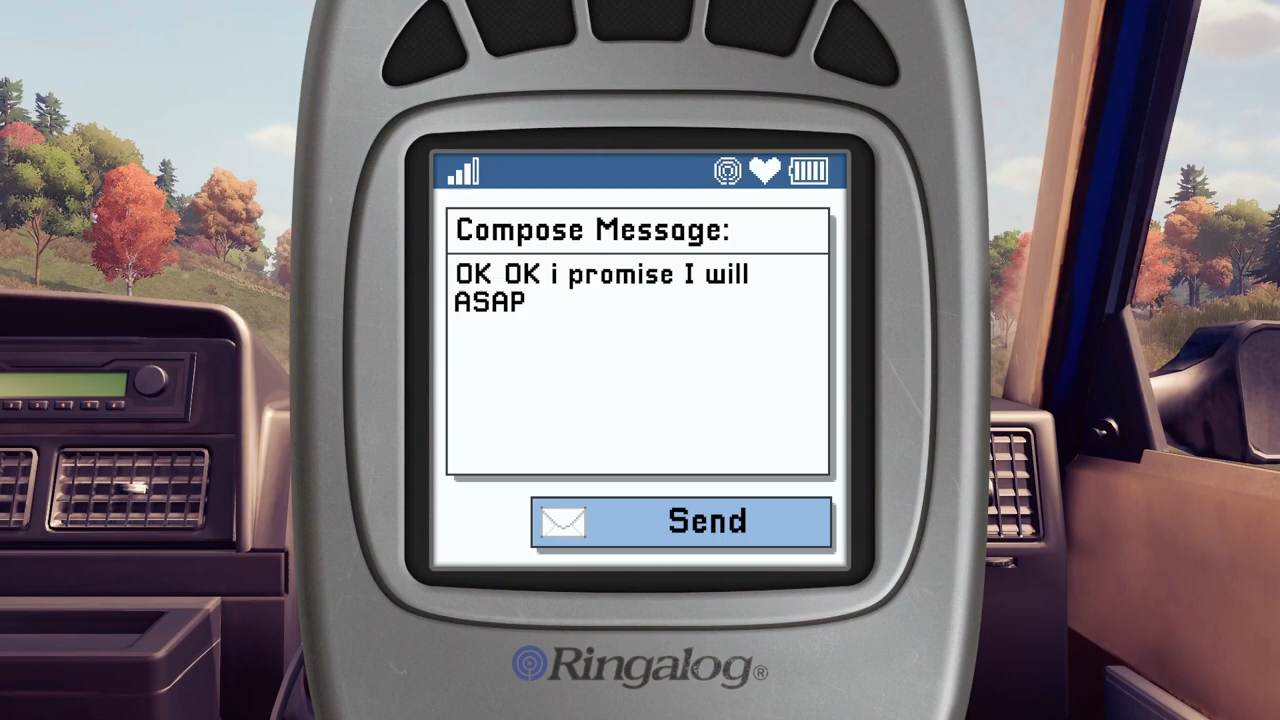 Compose Message:
OK OK i promise I will
ASAP
Send
Ringalog®